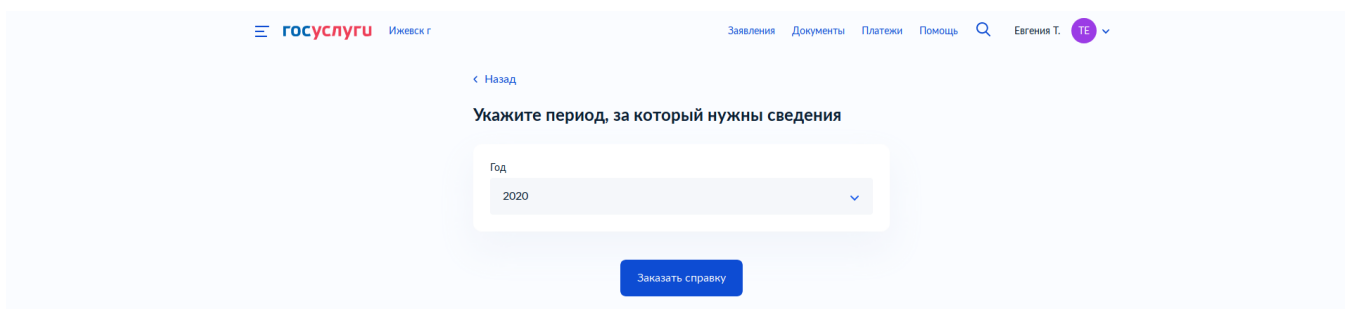 госуслуги Ижевск г Заявления Документы Платежи Помощь Евгения Т. ТЕ
Назад
Укажите период, за который нужны сведения
Год
2020
Заказать справку